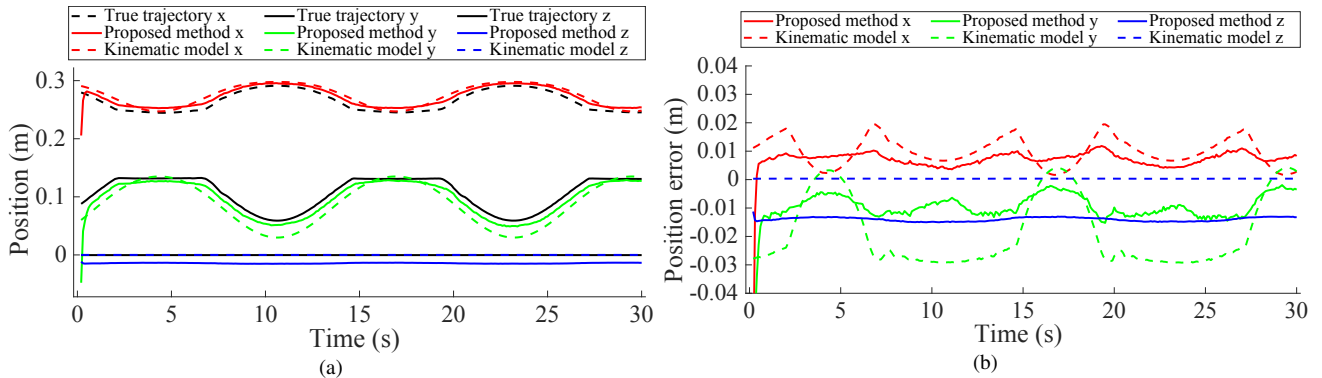 True trajectory x True trajectory y True trajectory z
Proposed method x Proposed method y Proposed method z
Kinematic model x Kinematic model y Kinematic model z
0.3
0.2
0.1
0
Position (m)
0 5 10 15 20 25 30
Time (s)
(a)
Proposed method x Proposed method y Proposed method z
Kinematic model x Kinematic model y Kinematic model z
0.04
0.03
0.02
0.01
0
-0.01
-0.02
-0.03
-0.04
Position error (m)
0 5 10 15 20 25 30
Time (s)
(b)